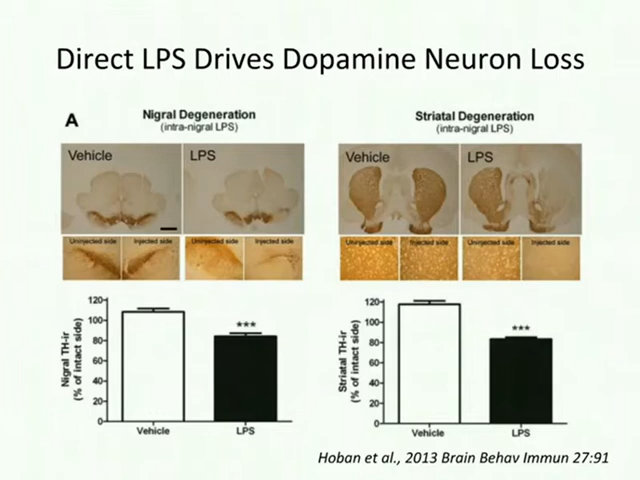 Direct LPS Drives Dopamine Neuron Loss
A
Nigral Degeneration
(intra-nigral LPS)
Vehicle
LPS
Uninjected side
Injected side
Uninjected side
Injected side
Nigral TH-ir
(% of intact side)
120
100
80
60
40
20
0
***
Vehicle
LPS
Striatal Degeneration
(intra-nigral LPS)
Vehicle
LPS
Uninjected side
Injected side
Uninjected side
Injected side
Striatal TH-ir
(% of intact side)
120
100
80
60
40
20
0
***
Vehicle
LPS
Hoban et al., 2013 Brain Behav Immun 27:91